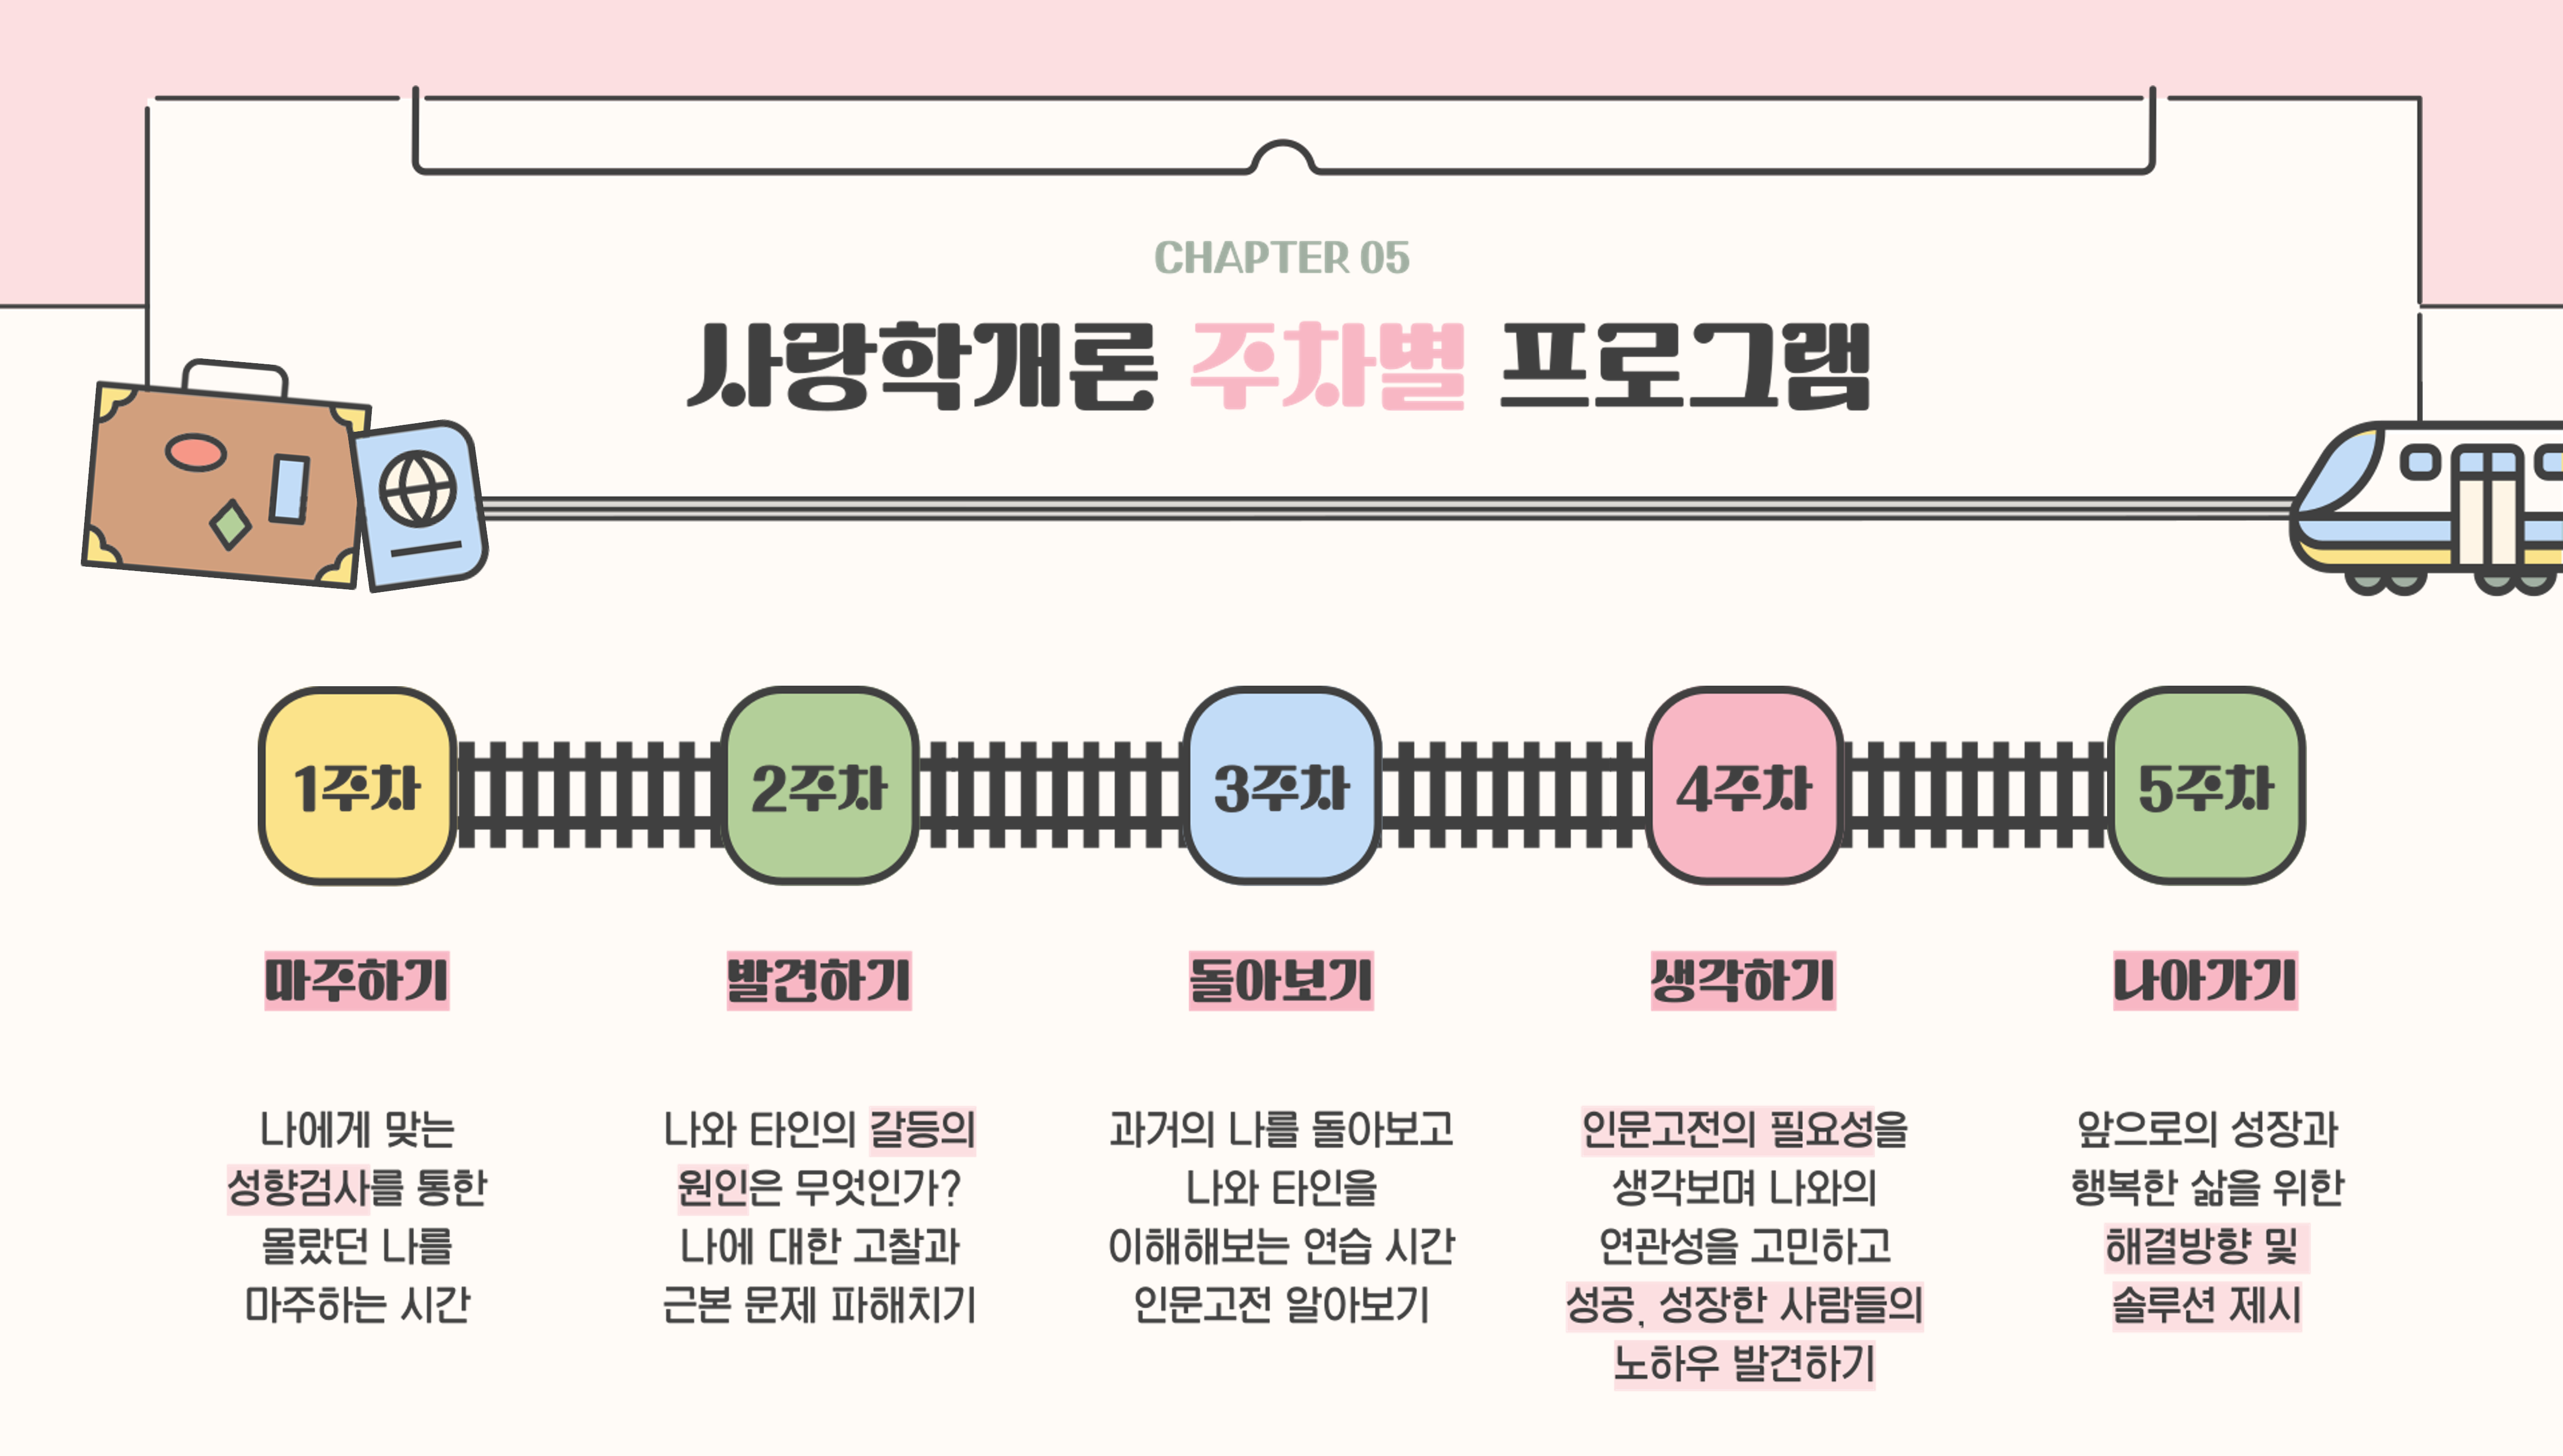 CHAPTER 05
사랑학개론 주차별 프로그램
1주차
2주차
3주차
4주차
5주차
마주하기
발견하기
돌아보기
생각하기
나아가기
나에게 맞는
성향검사를 통한
몰랐던 나를
마주하는 시간
나와 타인의 갈등의
원인은 무엇인가?
나에 대한 고찰과
근본 문제 파해치기
과거의 나를 돌아보고
나와 타인을
이해해보는 연습 시간
인문고전 알아보기
인문고전의 필요성을
생각보며 나와의
연관성을 고민하고
성공, 성장한 사람들의
노하우 발견하기
앞으로의 성장과
행복한 삶을 위한
해결방향 및
솔루션 제시